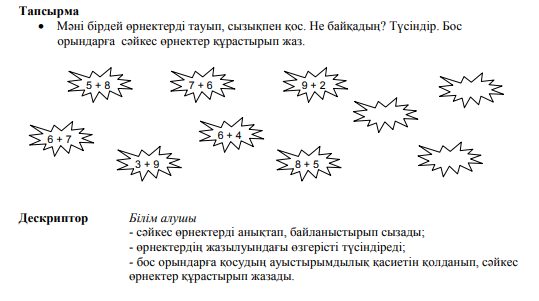 Тапсырма
• Мәні бірдей өрнектерді тауып, сызықпен қос. Не байқадың? Түсіндір. Бос
орындарға сәйкес өрнектер құрастырып жаз.
5 + 8
7 + 6
9 + 2
6 + 7
6 + 4
3 + 9
8 + 5
Дескриптор Білім алушы
- сәйкес өрнектерді анықтап, байланыстырып сызады;
- өрнектердің жазылуындағы өзгерісті түсіндіреді;
- бос орындарға қосудың ауыстырымдылық қасиетін қолданып, сәйкес
өрнектер құрастырып жазады.